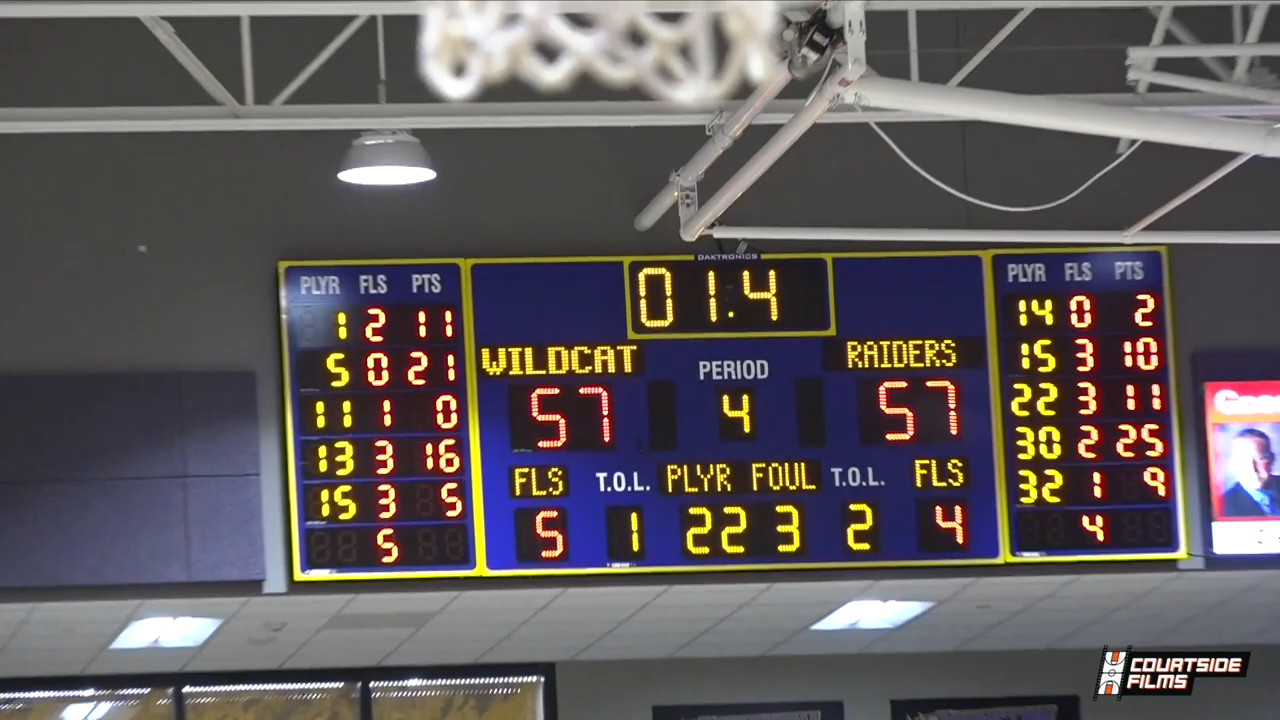 DAKTRONICS
PLYR FLS PTS
1 2 11
5 0 21
11 1 0
13 3 16
15 3 5
5
01.4
WILDCAT
PERIOD
RAIDERS
57
4
57
FLS T.O.L. PLYR FOUL T.O.L. FLS
5 1 22 3 2 4
PLYR FLS PTS
14 0 2
15 3 10
22 3 11
30 2 25
32 1 9
4
COURTSIDE
FILMS